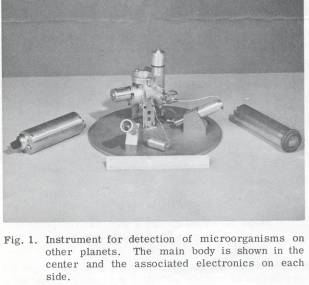 Fig. 1. Instrument for detection of microorganisms on
other planets. The main body is shown in the
center and the associated electronics on each
side.